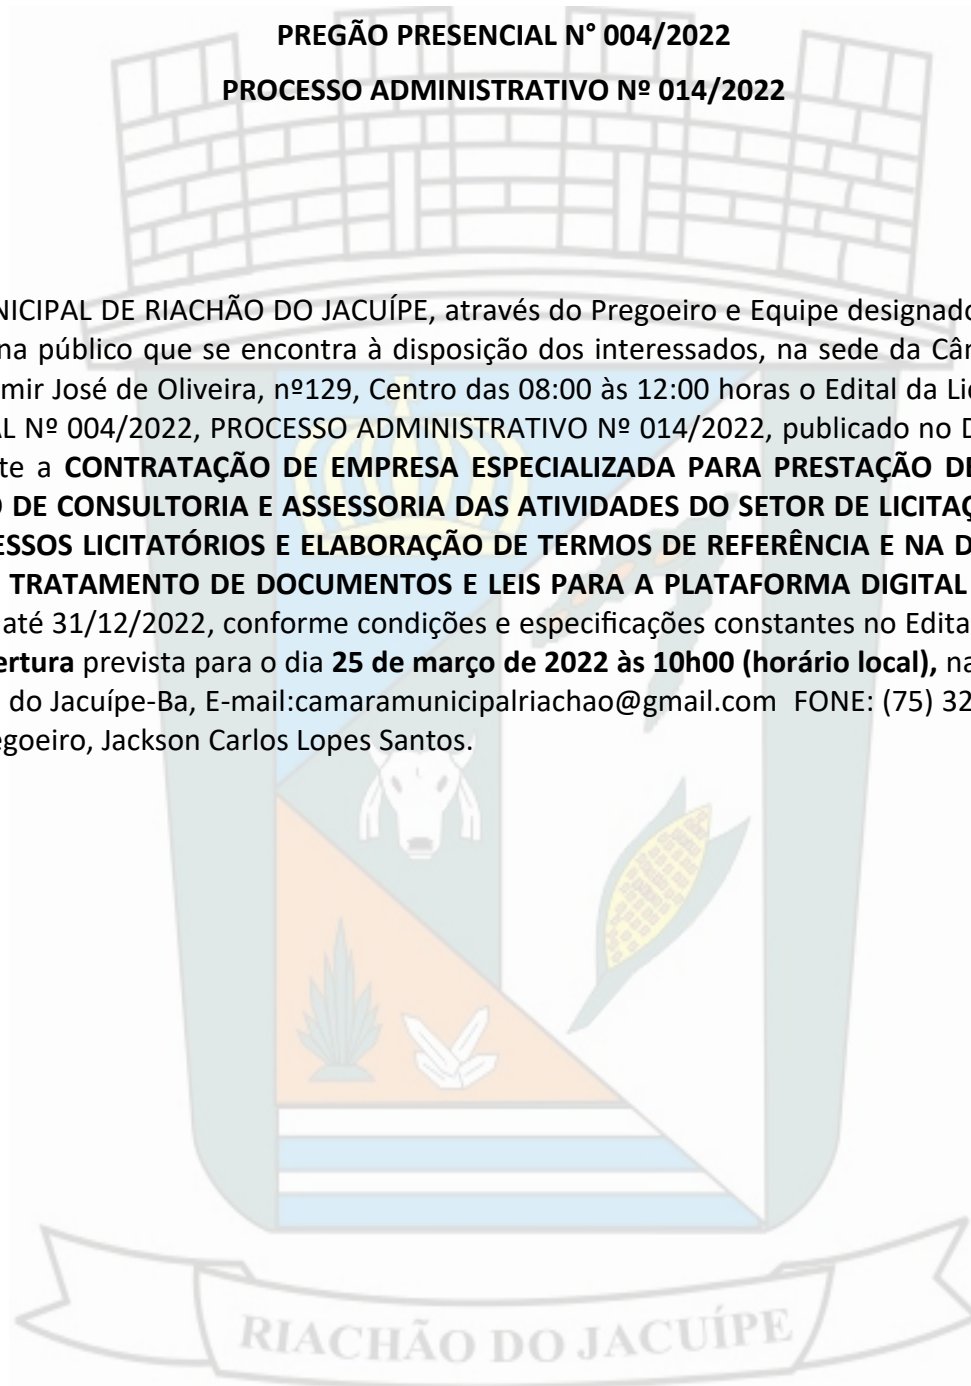 PREGÃO PRESENCIAL N° 004/2022
PROCESSO ADMINISTRATIVO Nº 014/2022
NICIPAL DE RIACHÃO DO JACUÍPE, através do Pregoeiro e Equipe designado
na público que se encontra à disposição dos interessados, na sede da Câ
mir José de Oliveira, nº129, Centro das 08:00 às 12:00 horas o Edital da Lic
L Nº 004/2022, PROCESSO ADMINISTRATIVO Nº 014/2022, publicado no D
te a CONTRATAÇÃO DE EMPRESA ESPECIALIZADA PARA PRESTAÇÃO DE
O DE CONSULTORIA E ASSESSORIA DAS ATIVIDADES DO SETOR DE LICITAÇ
ESSOS LICITATÓRIOS E ELABORAÇÃO DE TERMOS DE REFERÊNCIA E NA D
TRATAMENTO DE DOCUMENTOS E LEIS PARA A PLATAFORMA DIGITAL
até 31/12/2022, conforme condições e especificações constantes no Edita
ertura prevista para o dia 25 de março de 2022 às 10h00 (horário local), na
do Jacuípe-Ba, E-mail:camaramunicipalriachao@gmail.com FONE: (75) 32
egoeiro, Jackson Carlos Lopes Santos.
RIACHÃO DO JACUÍPE